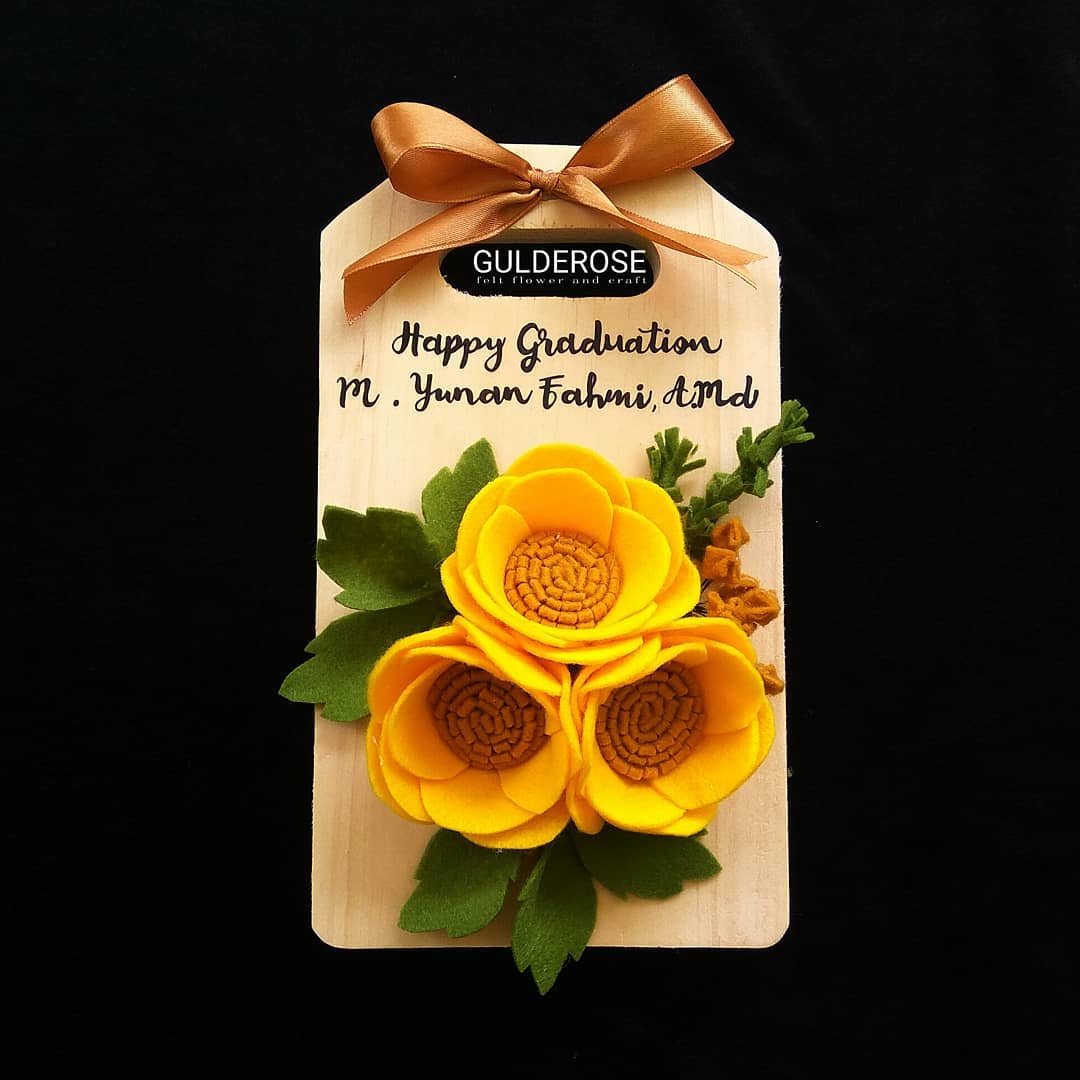 GULDEROSE
felt flower and craft
Happy Graduation
M. Yunan Fahmi, A.Md